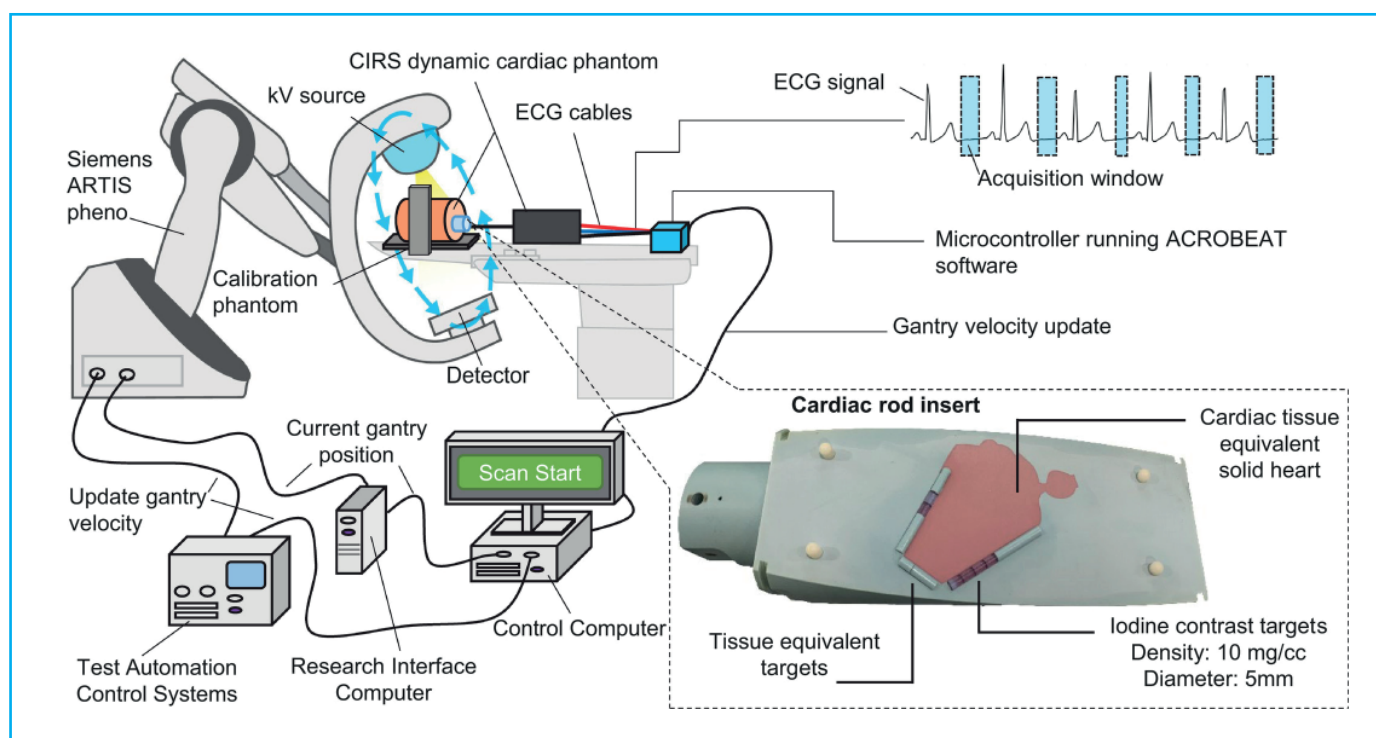 CIRS dynamic cardiac phantom
kV source
ECG cables
ECG signal
Acquisition window
Siemens
ARTIS
pheno
Microcontroller running ACROBEAT
software
Calibration
phantom
Gantry velocity update
Detector
Cardiac rod insert
Cardiac tissue
equivalent
solid heart
Current gantry
position
Scan Start
Update gantry
velocity
Control Computer
Tissue equivalent
targets
Iodine contrast targets
Density: 10 mg/cc
Diameter: 5mm
Test Automation
Control Systems
Research Interface
Computer